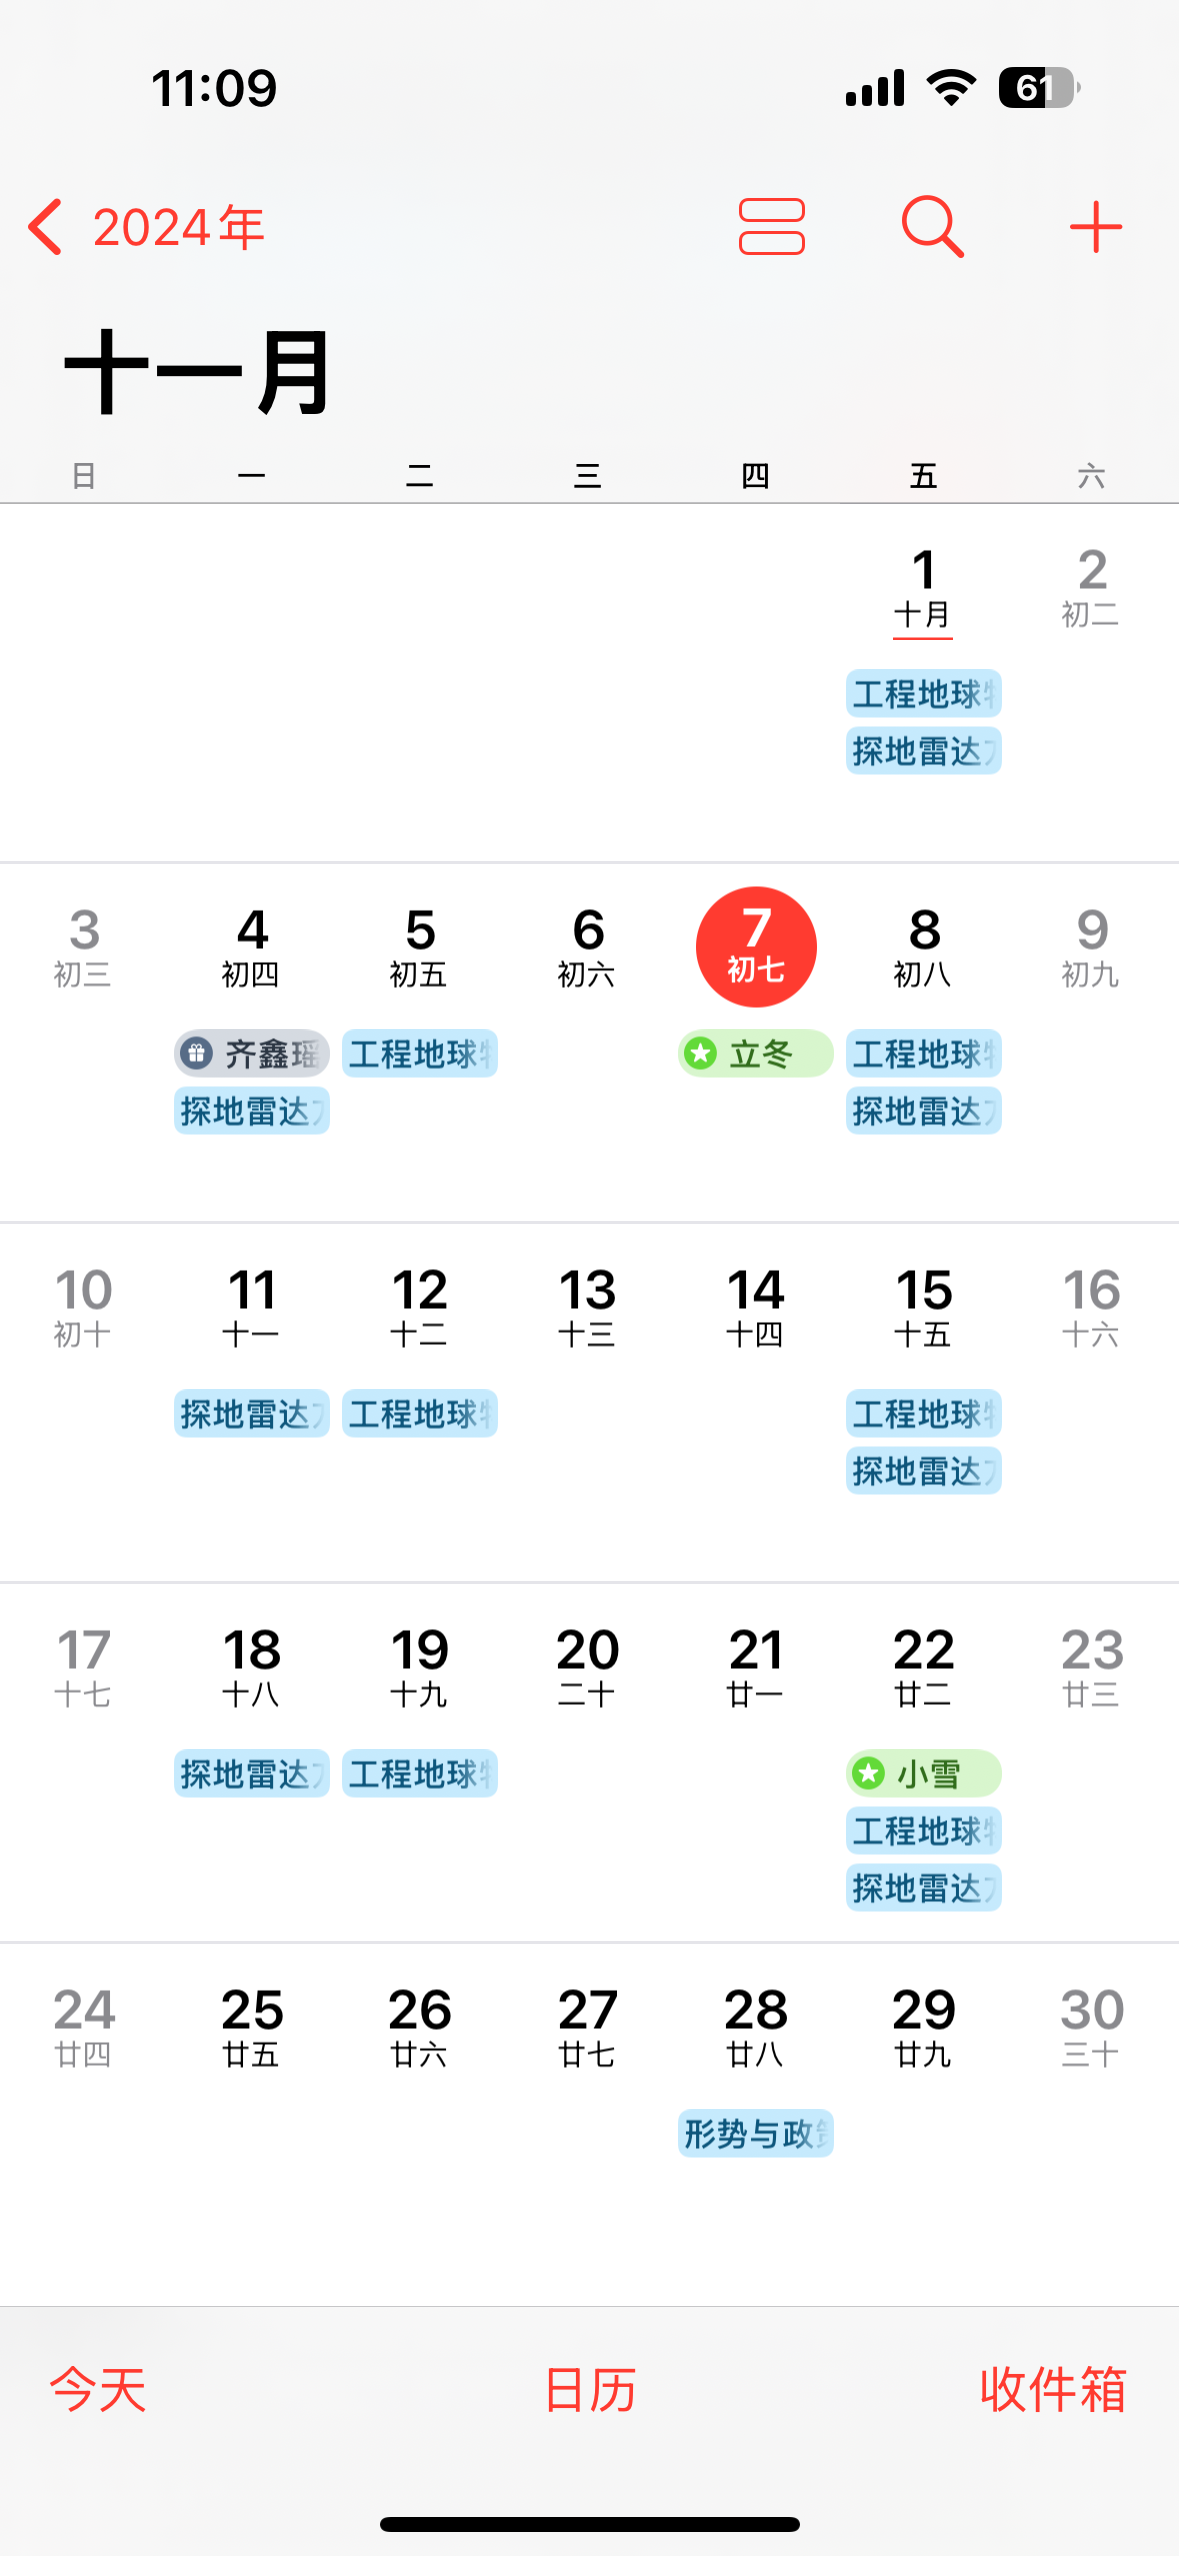 11:09 61
2024年
十一月
日 一 二 三 四 五 六
1 2
十月 初二
工程地球
探地雷达
3 4 5 6 7 8 9
初三 初四 初五 初六 初七 初八 初九
齐鑫瑶 工程地球 立冬 工程地球
探地雷达 探地雷达
10 11 12 13 14 15 16
初十 十一 十二 十三 十四 十五 十六
探地雷达 工程地球 工程地球
探地雷达
17 18 19 20 21 22 23
十七 十八 十九 二十 廿一 廿二 廿三
探地雷达 工程地球 小雪
工程地球
探地雷达
24 25 26 27 28 29 30
廿四 廿五 廿六 廿七 廿八 廿九 三十
形势与政
今天 日历 收件箱